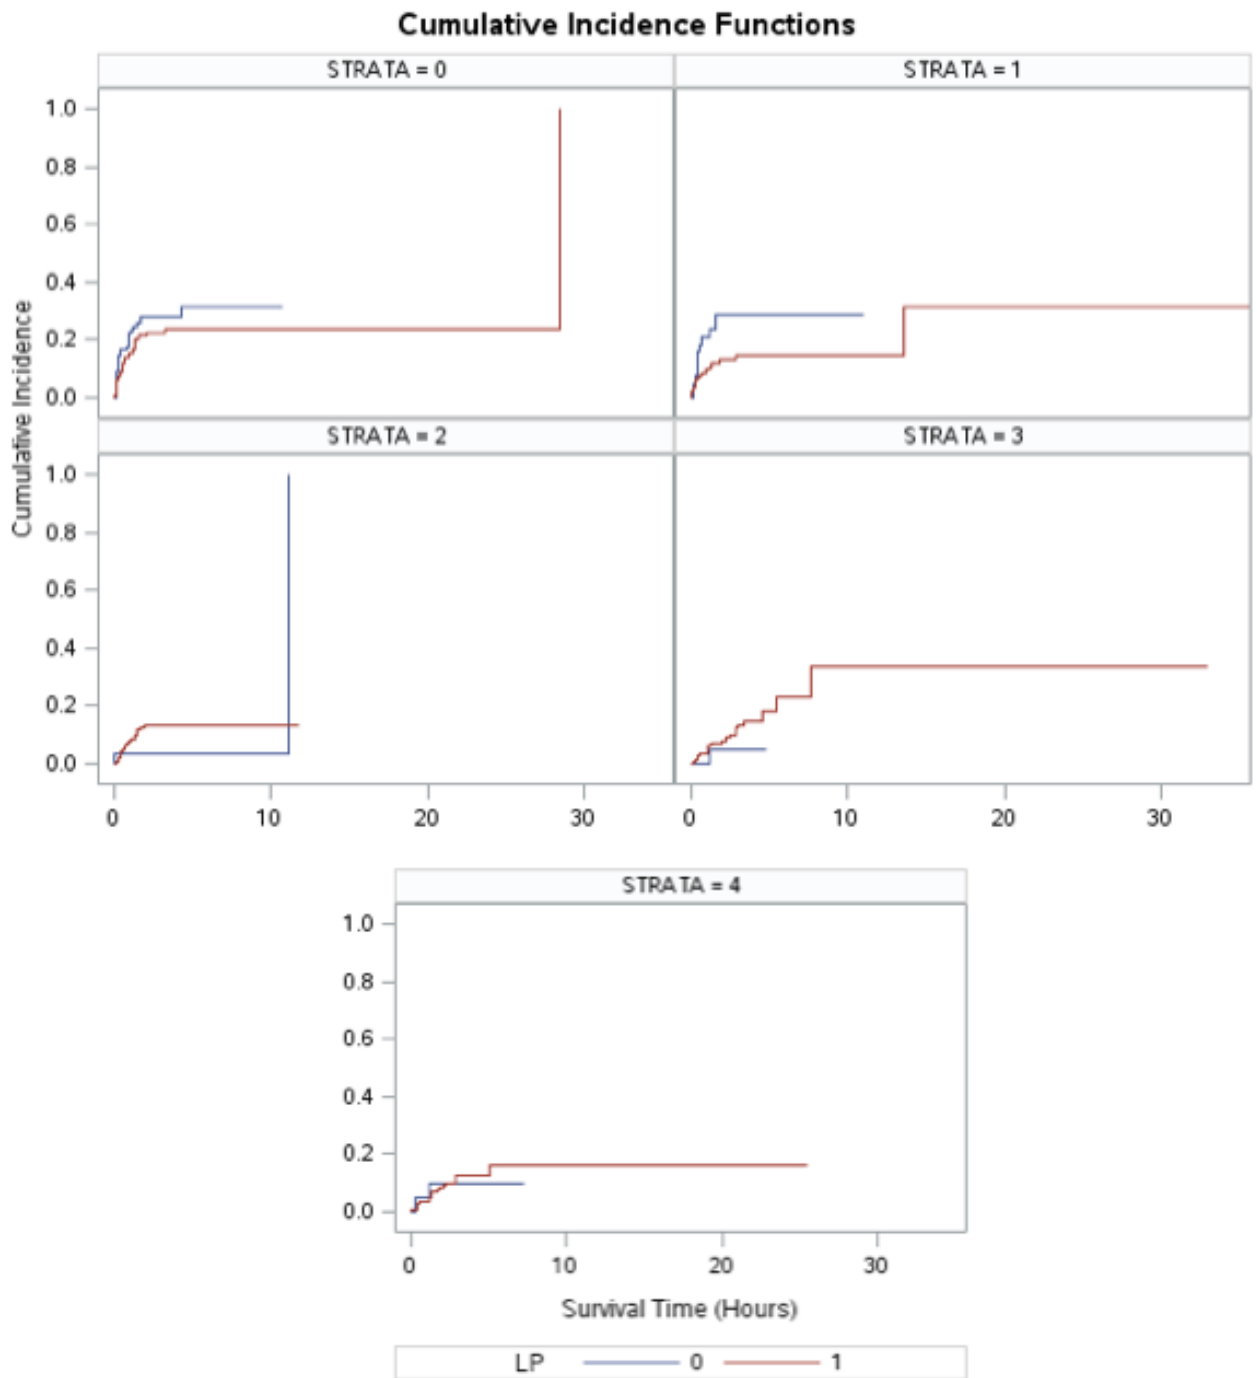 Cumulative Incidence Functions
STRATA = 0
STRATA = 1
1.0
0.8
0.6
0.4
0.2
0.0
Cumulative Incidence
STRATA = 2
STRATA = 3
1.0
0.8
0.6
0.4
0.2
0.0
0 10 20 30
0 10 20 30
STRATA = 4
1.0
0.8
0.6
0.4
0.2
0.0
0 10 20 30
Survival Time (Hours)
LP 0 1